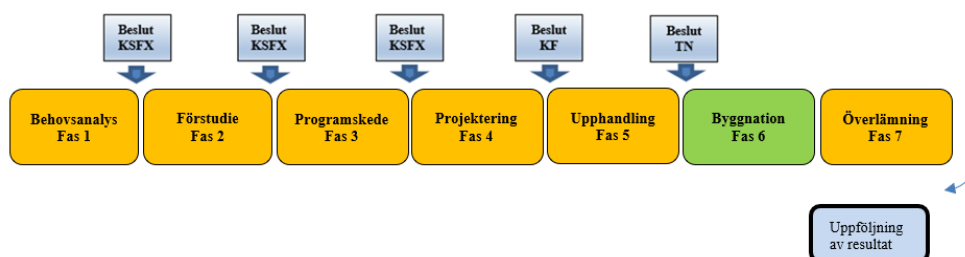 Beslut
KSFX
Beslut
KSFX
Beslut
KSFX
Beslut
KF
Beslut
TN
Behovsanalys
Fas 1
Förstudie
Fas 2
Programskede
Fas 3
Projektering
Fas 4
Upphandling
Fas 5
Byggnation
Fas 6
Överlämning
Fas 7
Uppföljning
av resultat